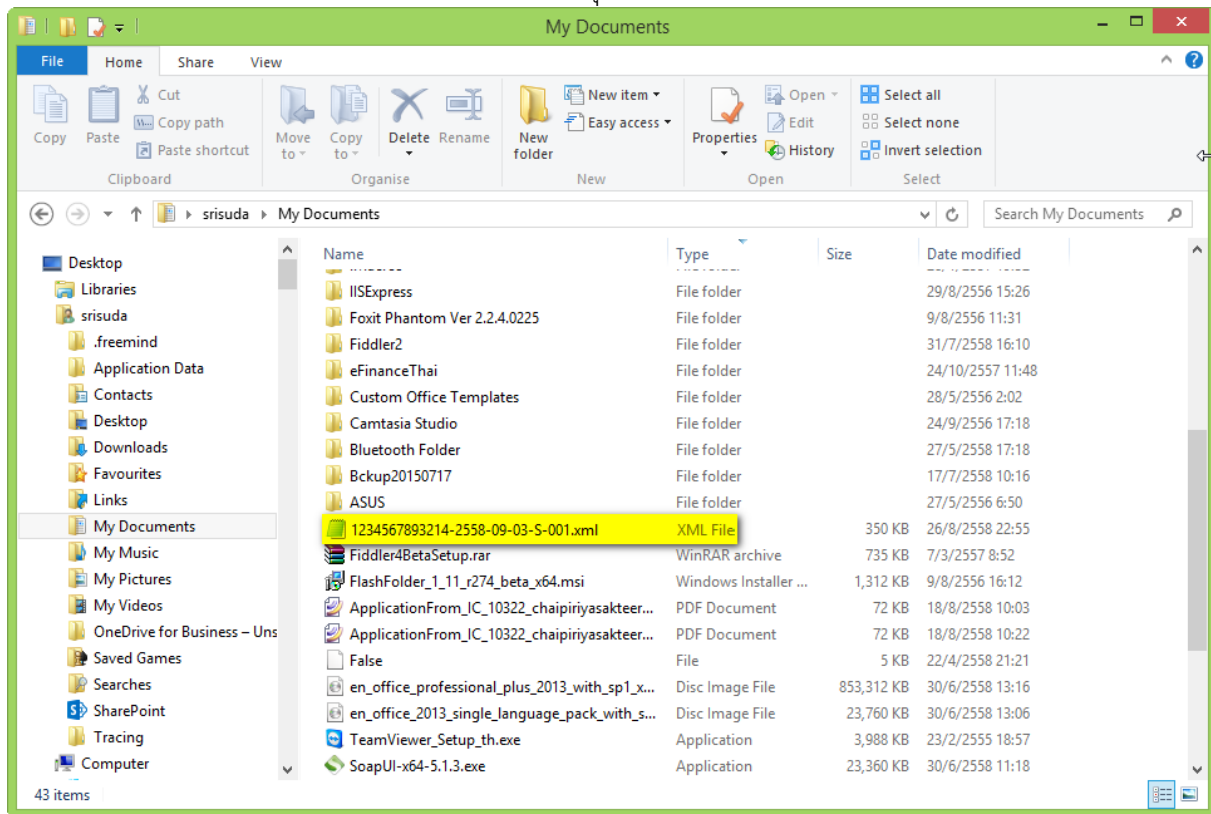 My Documents
File Home Share View
Copy
Paste
Cut
Copy path
Paste shortcut
Clipboard
Move to
Copy to
Delete
Rename
Organise
New folder
New item
Easy access
New
Properties
Open
Edit
History
Open
Select all
Select none
Invert selection
Select
srisuda My Documents
Search My Documents
Desktop
Libraries
srisuda
.freemind
Application Data
Contacts
Desktop
Downloads
Favourites
Links
My Documents
My Music
My Pictures
My Videos
OneDrive for Business – Uns
Saved Games
Searches
SharePoint
Tracing
Computer
Name Type Size Date modified
IISExpress File folder 29/8/2556 15:26
Foxit Phantom Ver 2.2.4.0225 File folder 9/8/2556 11:31
Fiddler2 File folder 31/7/2558 16:10
eFinanceThai File folder 24/10/2557 11:48
Custom Office Templates File folder 28/5/2556 2:02
Camtasia Studio File folder 24/9/2556 17:18
Bluetooth Folder File folder 27/5/2558 17:18
Bckup20150717 File folder 17/7/2558 10:16
ASUS File folder 27/5/2556 6:50
1234567893214-2558-09-03-S-001.xml XML File 350 KB 26/8/2558 22:55
Fiddler4BetaSetup.rar WinRAR archive 735 KB 7/3/2557 8:52
FlashFolder_1_11_r274_beta_x64.msi Windows Installer ... 1,312 KB 9/8/2556 16:12
ApplicationFrom_IC_10322_chaipiriyasakteer... PDF Document 72 KB 18/8/2558 10:03
ApplicationFrom_IC_10322_chaipiriyasakteer... PDF Document 72 KB 18/8/2558 10:22
False File 5 KB 22/4/2558 21:21
en_office_professional_plus_2013_with_sp1_x... Disc Image File 853,312 KB 30/6/2558 13:16
en_office_2013_single_language_pack_with_s... Disc Image File 23,760 KB 30/6/2558 13:06
TeamViewer_Setup_th.exe Application 3,988 KB 23/2/2555 18:57
SoapUI-x64-5.1.3.exe Application 23,360 KB 30/6/2558 11:18
43 items